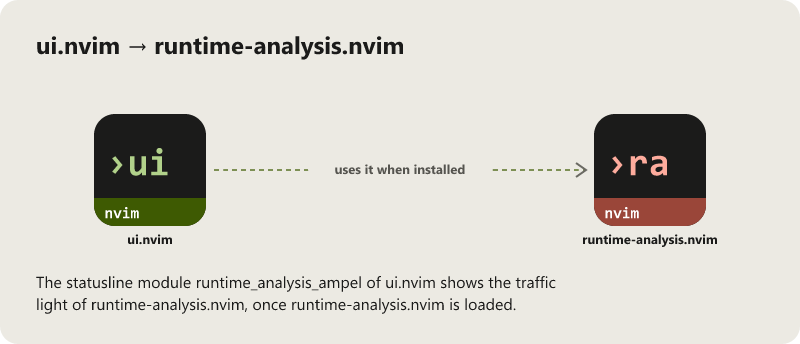 ui.nvim → runtime-analysis.nvim
›ui
nvim
ui.nvim
uses it when installed
›ra
nvim
runtime-analysis.nvim
The statusline module runtime_analysis_ampel of ui.nvim shows the traffic
light of runtime-analysis.nvim, once runtime-analysis.nvim is loaded.